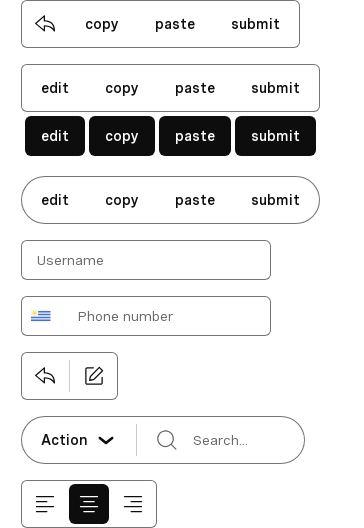 copy paste submit
edit copy paste submit
edit copy paste submit
edit copy paste submit
Username
Phone number
Action Search...